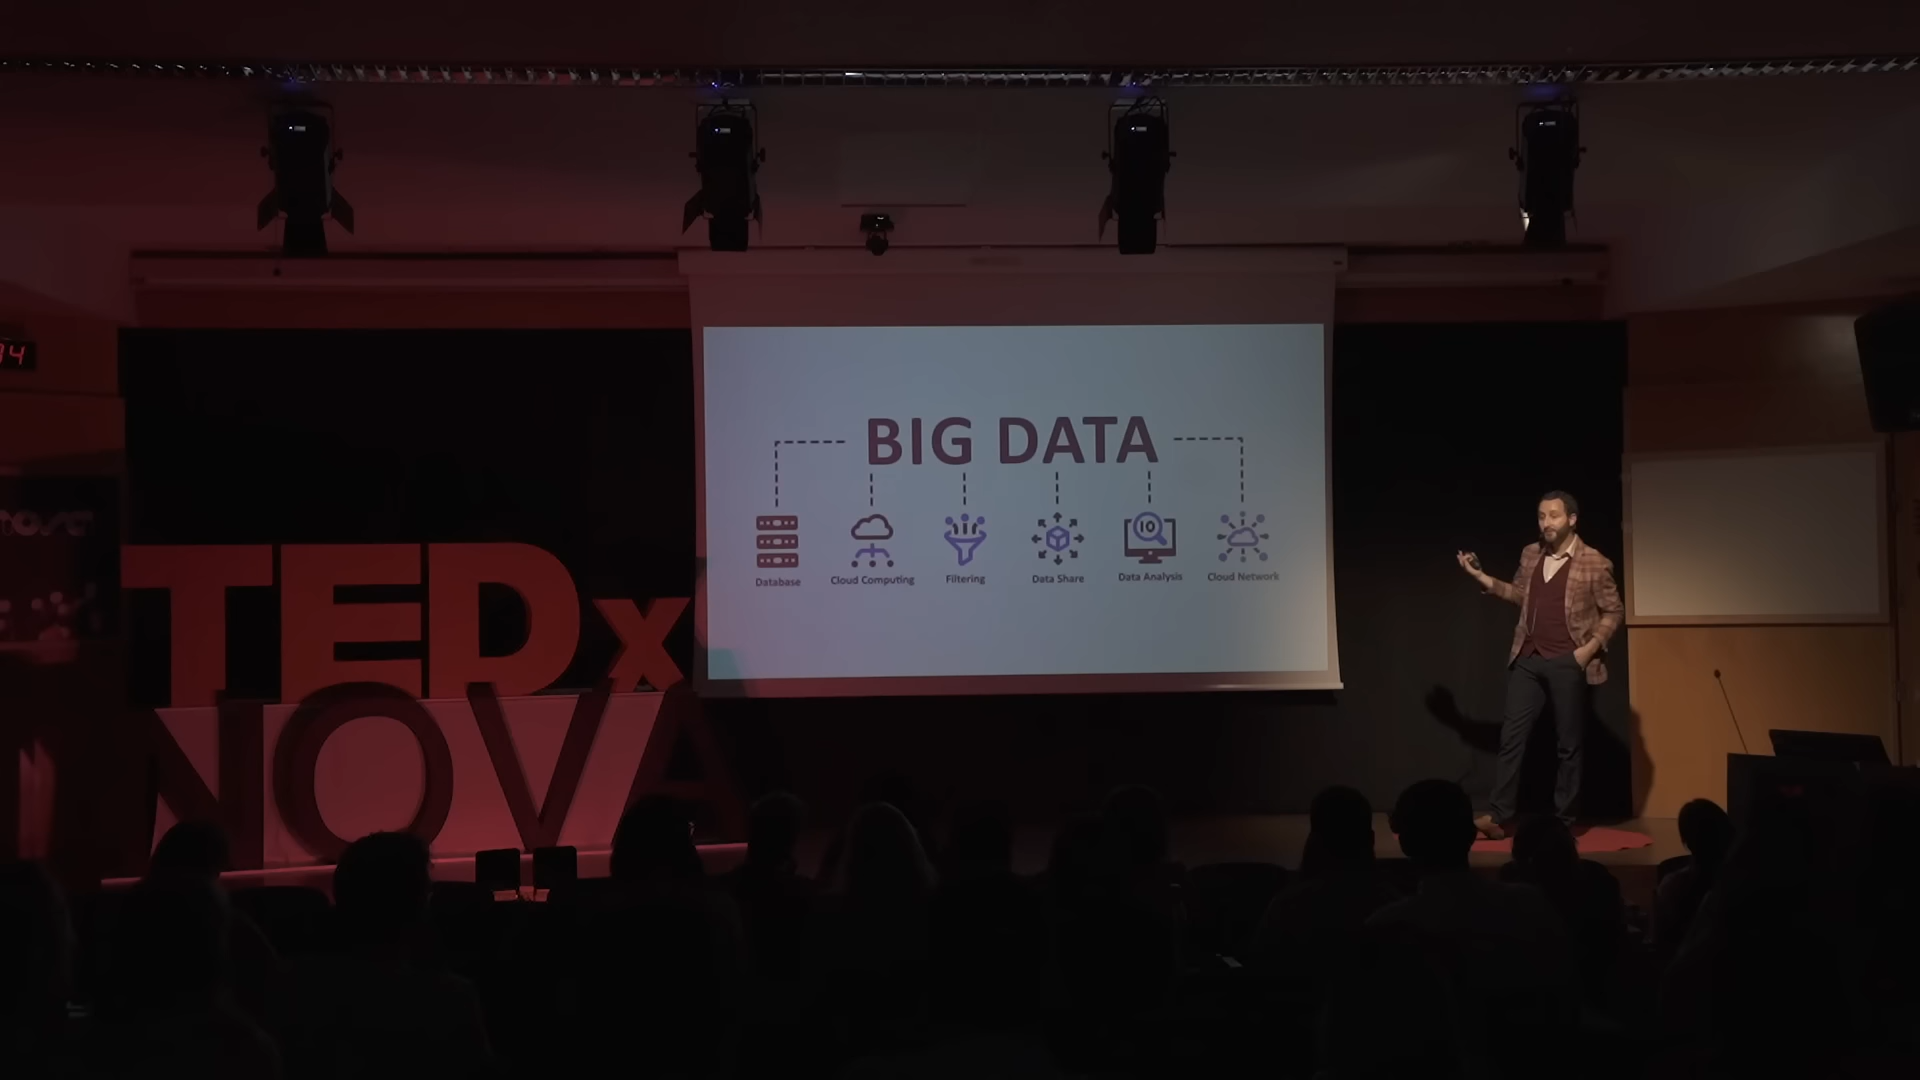 BIG DATA
Database
Cloud Computing
Filtering
Data Share
Data Analysis
Cloud Network
TEDx
NOVA